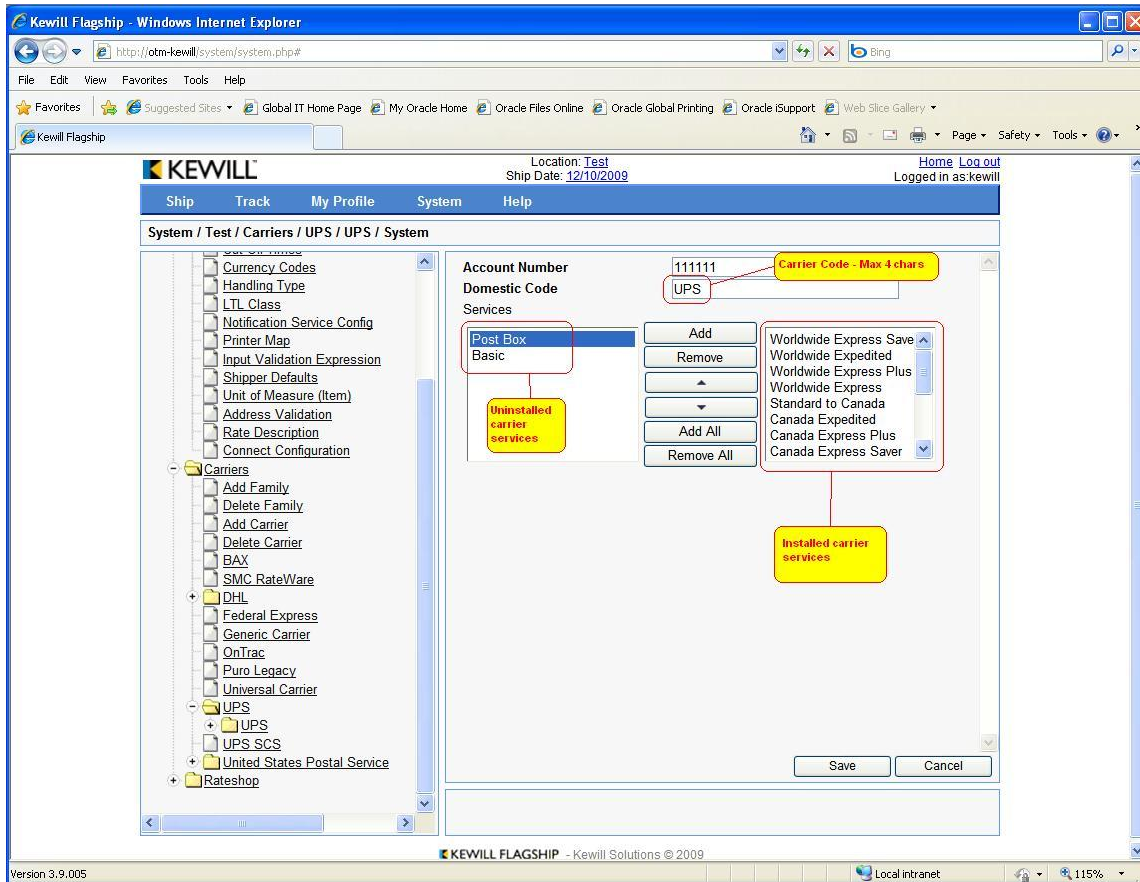 Kewill Flagship - Windows Internet Explorer
http://otm-kewill/system/system.php#
Bing
File Edit View Favorites Tools Help
Favorites Suggested Sites Global IT Home Page My Oracle Home Oracle Files Online Oracle Global Printing Oracle iSupport Web Slice Gallery
Kewill Flagship
Page Safety Tools
KEWILL
Location: Test
Ship Date: 12/10/2009
Home Log out
Logged in as:kewill
Ship Track My Profile System Help
System / Test / Carriers / UPS / UPS / System
Cut Off Times
Currency Codes
Handling Type
LTL Class
Notification Service Config
Printer Map
Input Validation Expression
Shipper Defaults
Unit of Measure (Item)
Address Validation
Rate Description
Connect Configuration
Carriers
Add Family
Delete Family
Add Carrier
Delete Carrier
BAX
SMC RateWare
DHL
Federal Express
Generic Carrier
OnTrac
Puro Legacy
Universal Carrier
UPS
UPS
UPS SCS
United States Postal Service
Rateshop
Account Number 111111
Carrier Code - Max 4 chars
Domestic Code UPS
Services
Post Box
Basic
Uninstalled
carrier
services
Add
Remove
Add All
Remove All
Worldwide Express Save
Worldwide Expedited
Worldwide Express Plus
Worldwide Express
Standard to Canada
Canada Expedited
Canada Express Plus
Canada Express Saver
Installed carrier
services
Save Cancel
KEWILL FLAGSHIP - Kewill Solutions © 2009
Version 3.9.005
Local intranet
115%